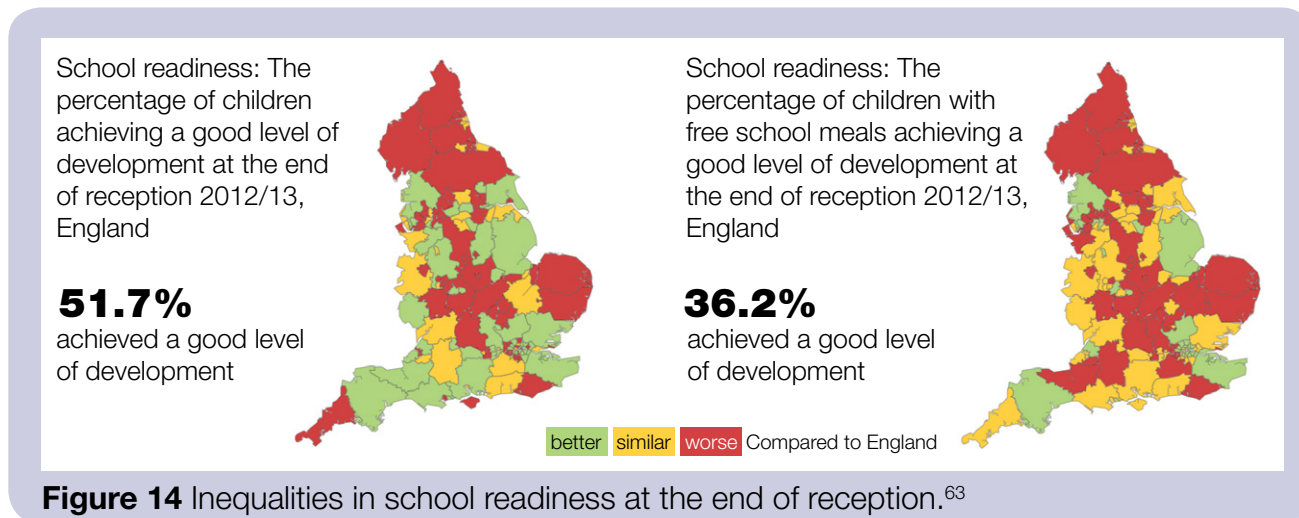 School readiness: The
percentage of children
achieving a good level of
development at the end
of reception 2012/13,
England
51.7%
achieved a good level
of development
School readiness: The
percentage of children with
free school meals achieving a
good level of development at
the end of reception 2012/13,
England
36.2%
achieved a good level
of development
better similar worse Compared to England
Figure 14 Inequalities in school readiness at the end of reception.63